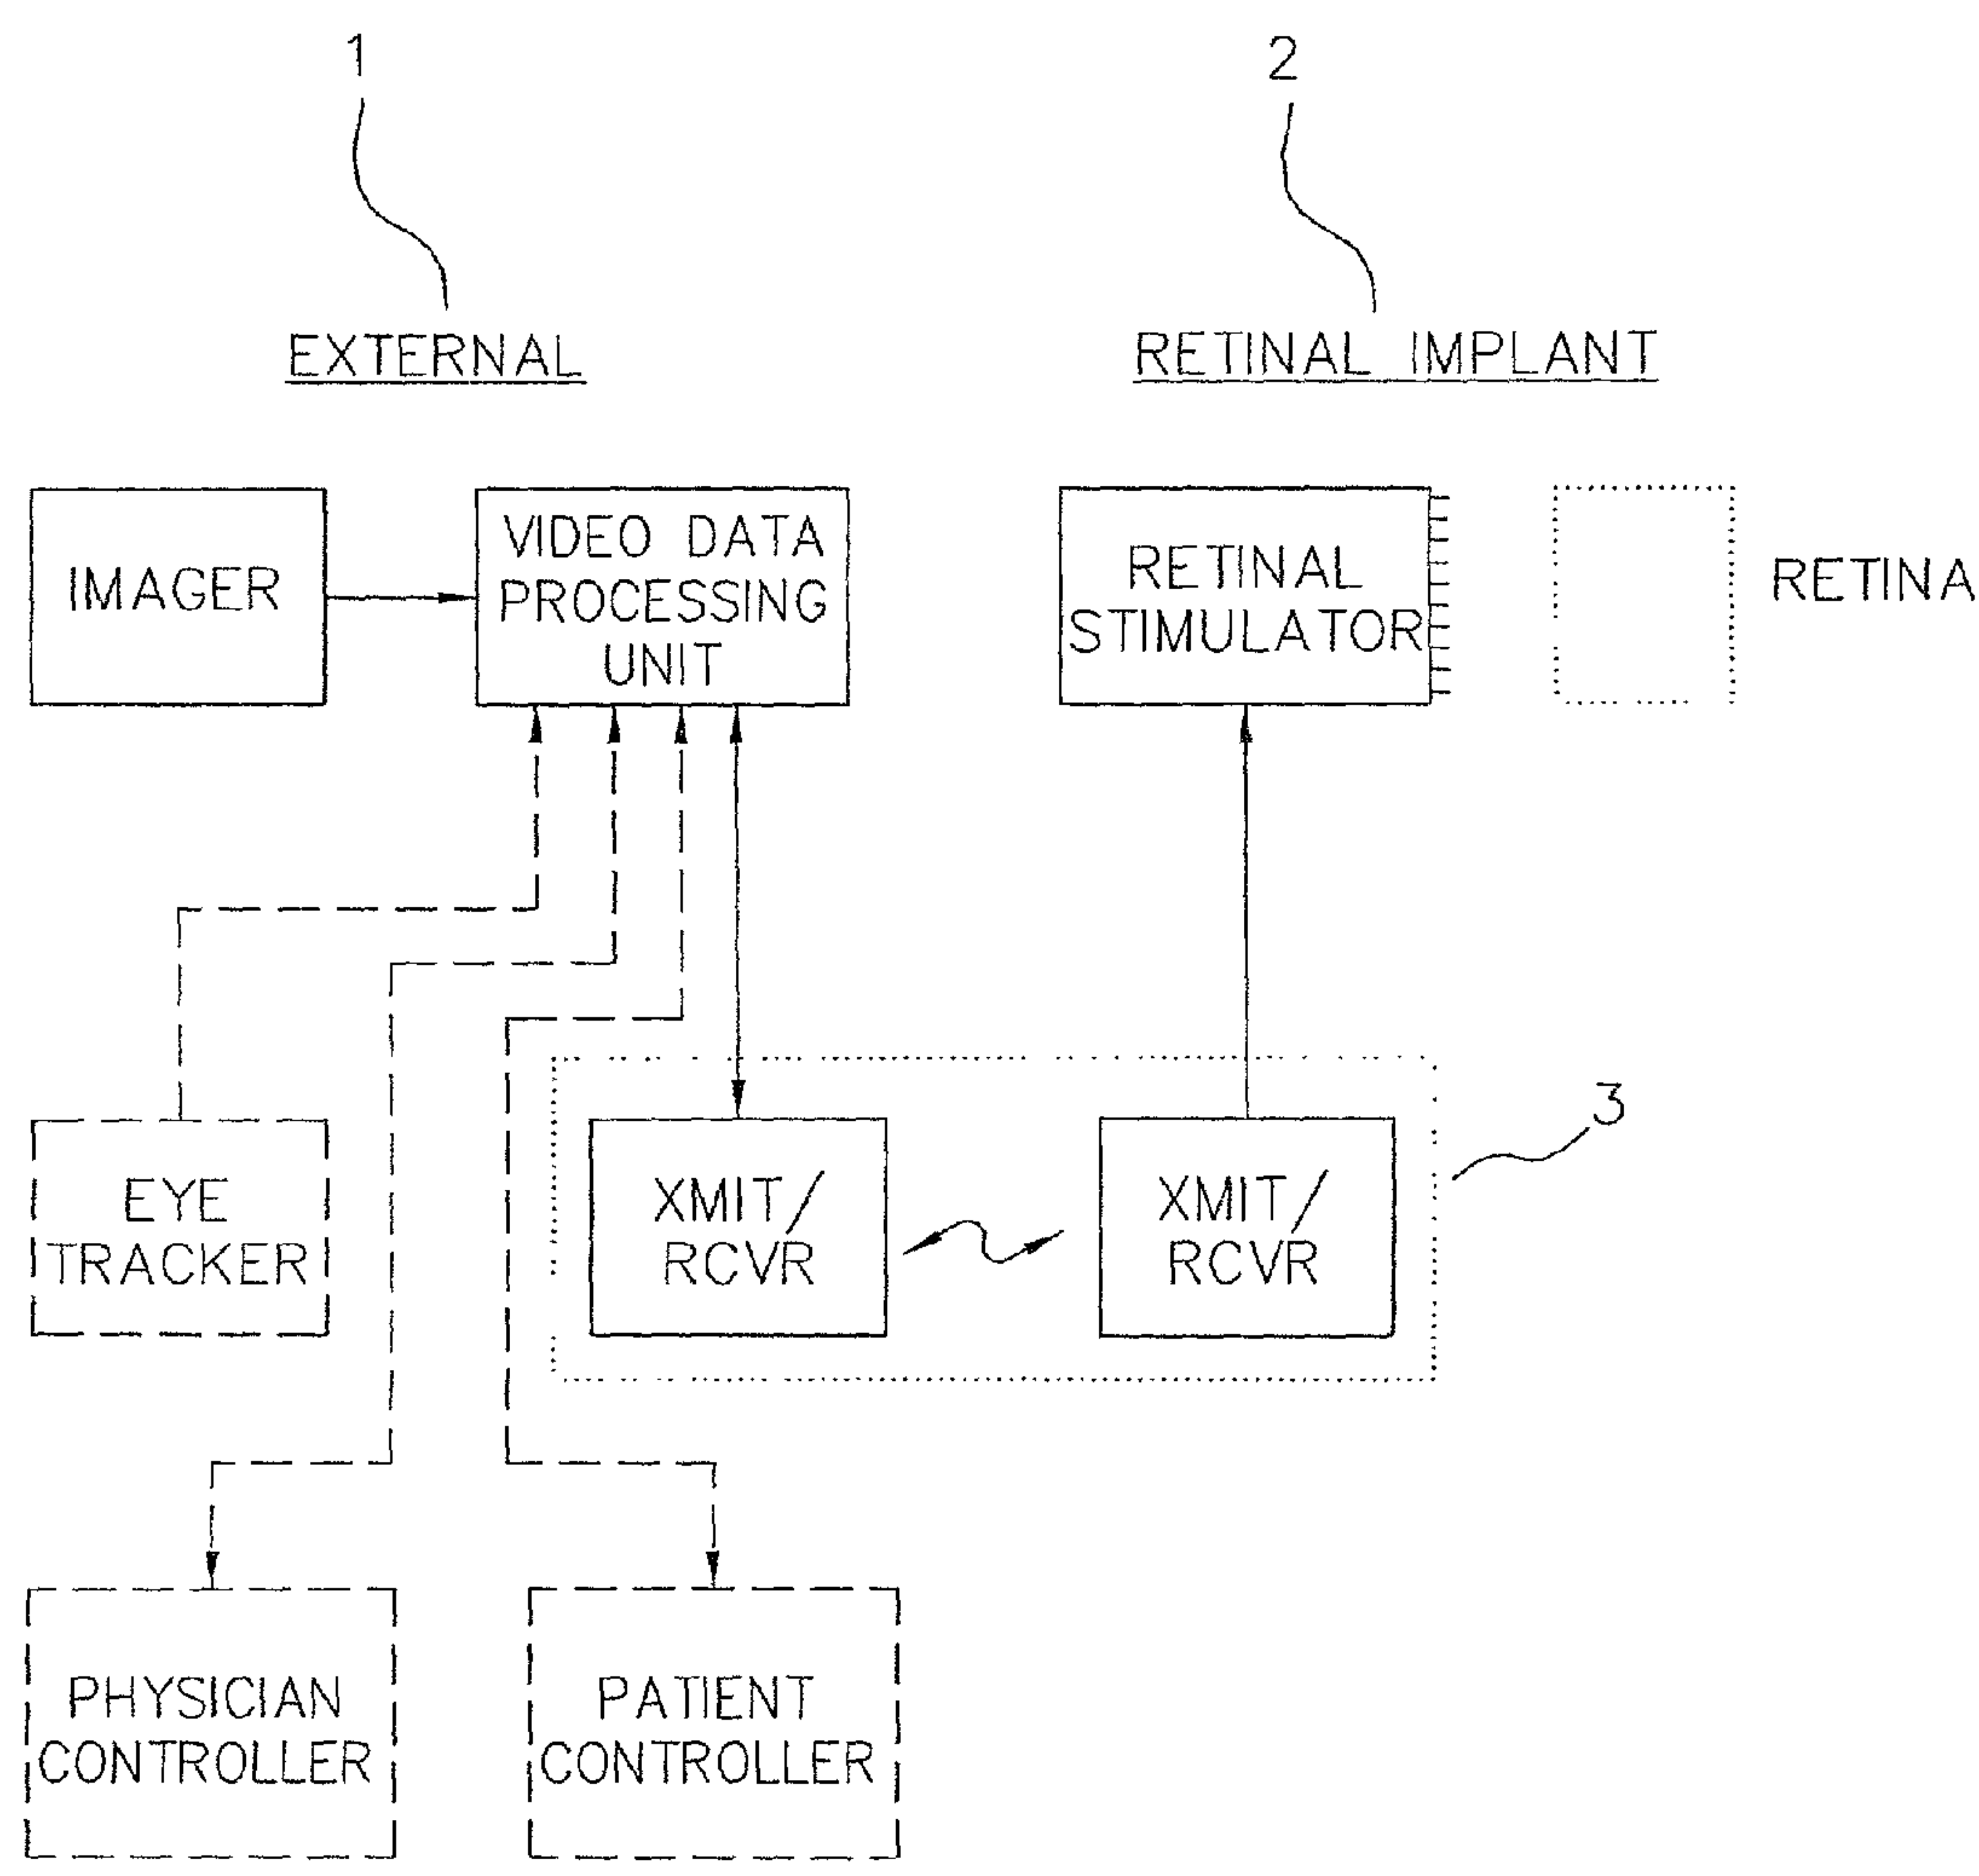 1
2
EXTERNAL
RETINAL IMPLANT
IMAGER
VIDEO DATA
PROCESSING
UNIT
RETINAL
STIMULATOR
RETINA
3
EYE
TRACKER
XMIT/
RCVR
XMIT/
RCVR
PHYSICIAN
CONTROLLER
PATIENT
CONTROLLER